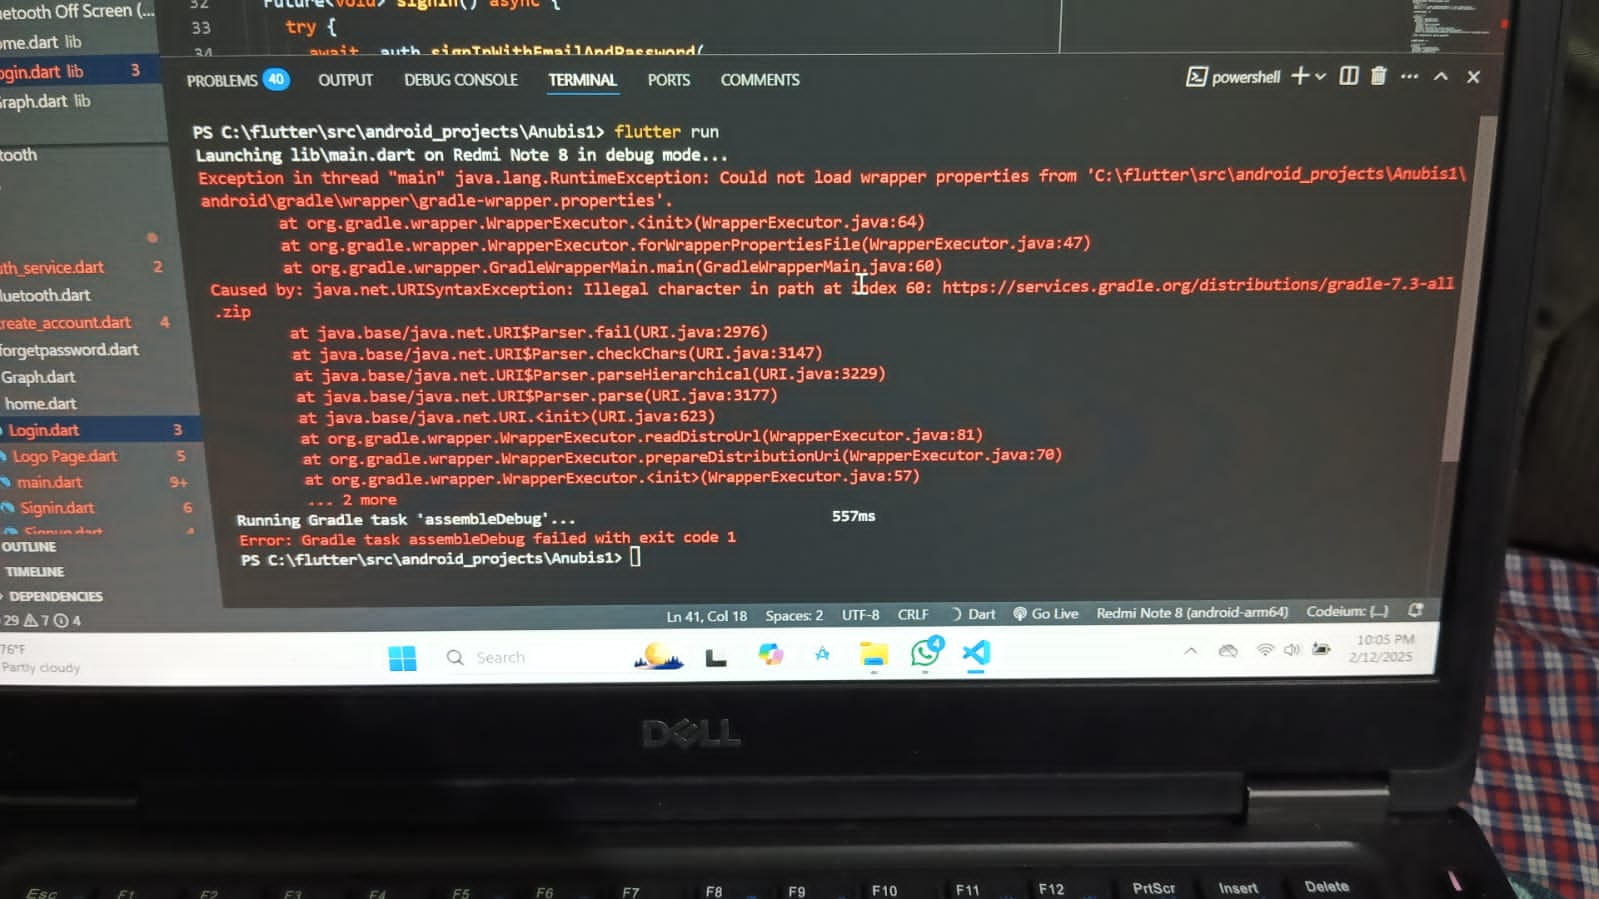 etooth Off Screen (...
32
Future<void> signIn() async {
me.dart lib
33
try {
34
await _auth.signInWithEmailAndPassword(
ogin.dart lib 3
raph.dart lib
PROBLEMS 40 OUTPUT DEBUG CONSOLE TERMINAL PORTS COMMENTS powershell
PS C:\flutter\src\android_projects\Anubis1> flutter run
Launching lib\main.dart on Redmi Note 8 in debug mode...
Exception in thread "main" java.lang.RuntimeException: Could not load wrapper properties from 'C:\flutter\src\android_projects\Anubis1\
android\gradle\wrapper\gradle-wrapper.properties'.
at org.gradle.wrapper.WrapperExecutor.<init>(WrapperExecutor.java:64)
at org.gradle.wrapper.WrapperExecutor.forWrapperPropertiesFile(WrapperExecutor.java:47)
at org.gradle.wrapper.GradleWrapperMain.main(GradleWrapperMain.java:60)
Caused by: java.net.URISyntaxException: Illegal character in path at index 60: https://services.gradle.org/distributions/gradle-7.3-all
.zip
at java.base/java.net.URI$Parser.fail(URI.java:2976)
at java.base/java.net.URI$Parser.checkChars(URI.java:3147)
at java.base/java.net.URI$Parser.parseHierarchical(URI.java:3229)
at java.base/java.net.URI$Parser.parse(URI.java:3177)
at java.base/java.net.URI.<init>(URI.java:623)
at org.gradle.wrapper.WrapperExecutor.readDistroUrl(WrapperExecutor.java:81)
at org.gradle.wrapper.WrapperExecutor.prepareDistributionUri(WrapperExecutor.java:70)
at org.gradle.wrapper.WrapperExecutor.<init>(WrapperExecutor.java:57)
... 2 more
Running Gradle task 'assembleDebug'... 557ms
Error: Gradle task assembleDebug failed with exit code 1
PS C:\flutter\src\android_projects\Anubis1>
tooth
uth_service.dart 2
luetooth.dart
reate_account.dart 4
forgetpassword.dart
Graph.dart
home.dart
Login.dart 3
Logo Page.dart 5
main.dart 9+
Signin.dart 6
Signup.dart 4
OUTLINE
TIMELINE
DEPENDENCIES
29 7 4
Ln 41, Col 18 Spaces: 2 UTF-8 CRLF Dart Go Live Redmi Note 8 (android-arm64) Codeium: {...}
76°F
Partly cloudy
Search
4
10:05 PM
2/12/2025
DELL
Esc F1 F2 F3 F4 F5 F6 F7 F8 F9 F10 F11 F12 PrtScr Insert Delete